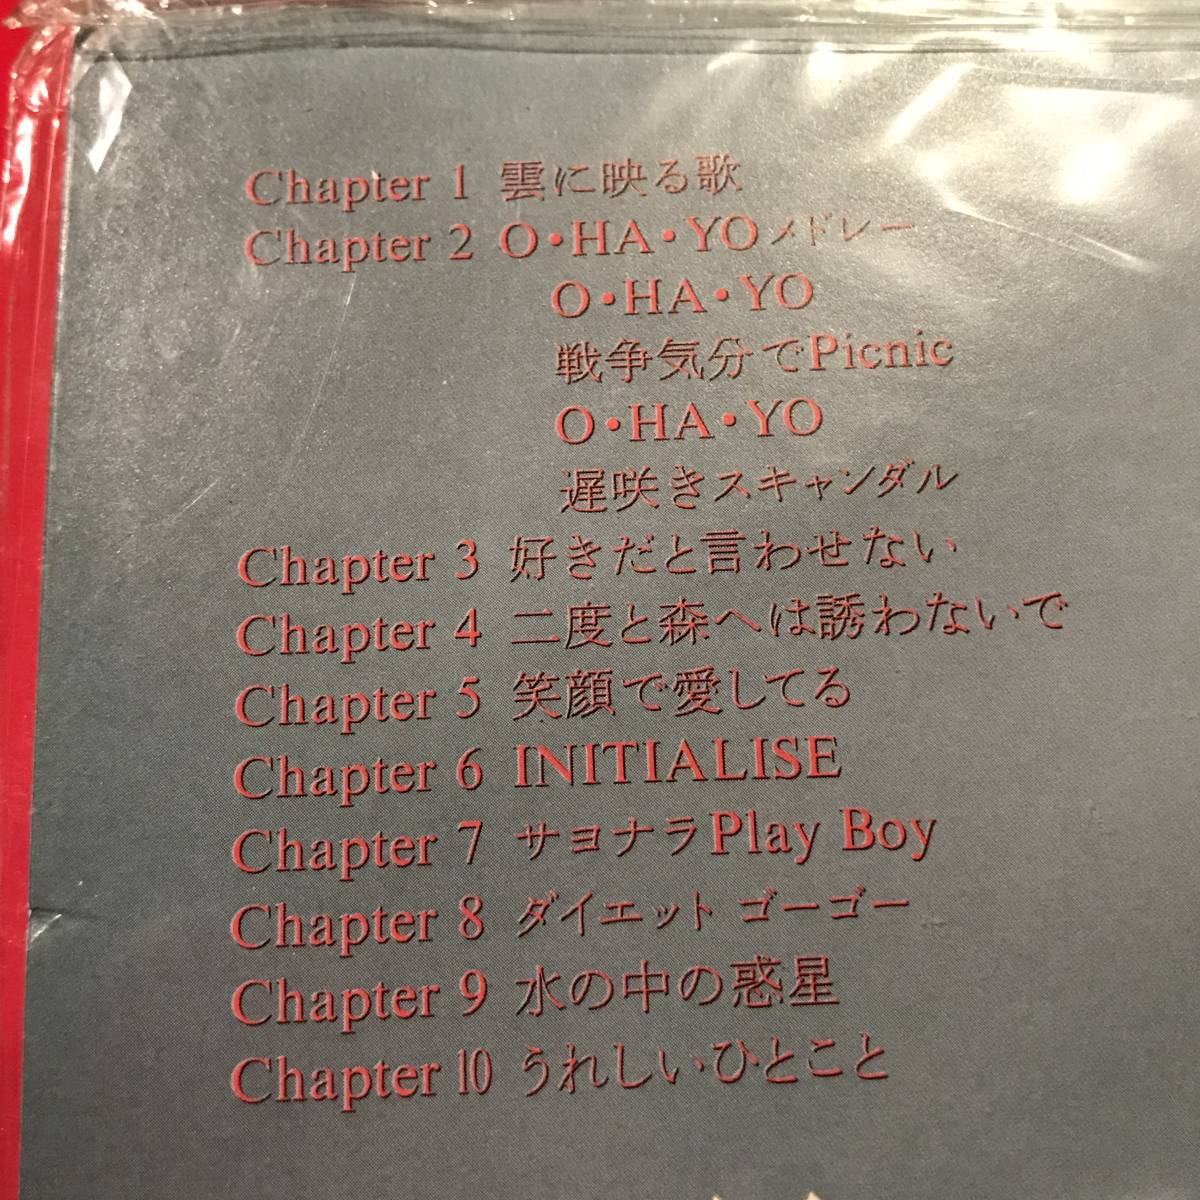 Chapter 1 雲に映る歌
Chapter 2 O・HA・YOメドレー
O・HA・YO
戦争気分でPicnic
O・HA・YO
遅咲きスキャンダル
Chapter 3 好きだと言わせない
Chapter 4 二度と森へは誘わないで
Chapter 5 笑顔で愛してる
Chapter 6 INITIALISE
Chapter 7 サヨナラPlay Boy
Chapter 8 ダイエット ゴーゴー
Chapter 9 水の中の惑星
Chapter 10 うれしいひとこと